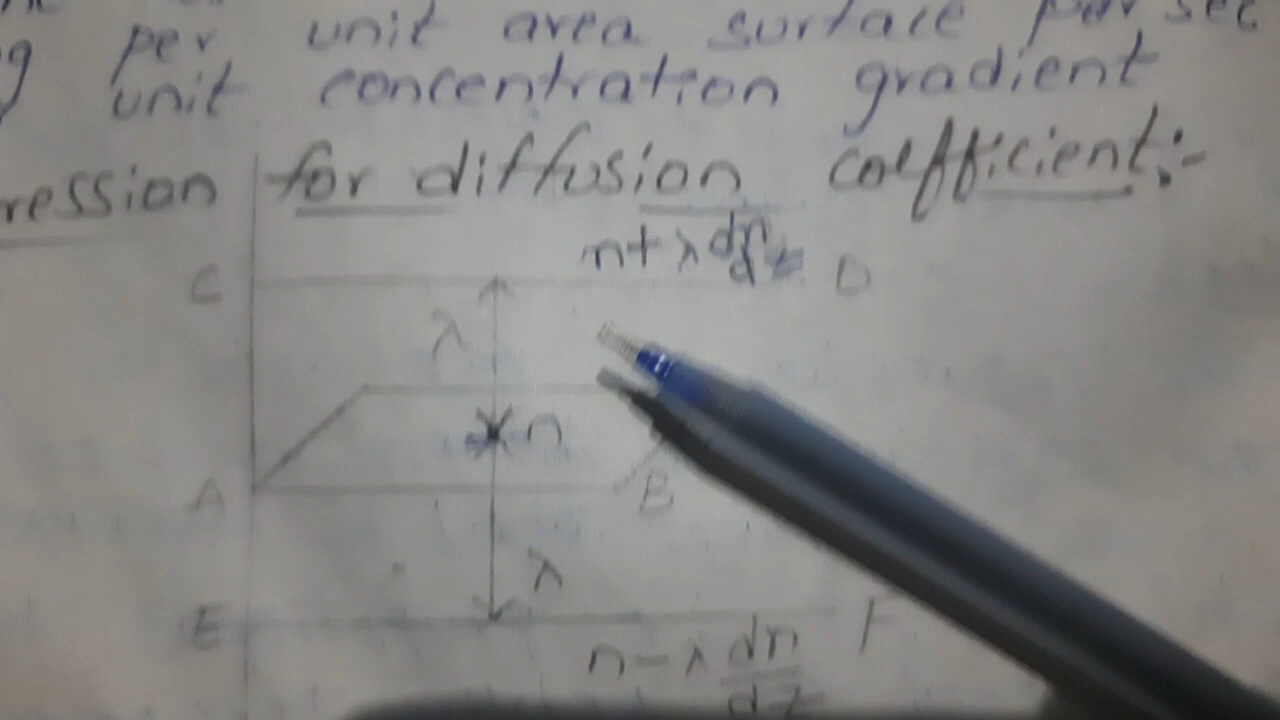 per unit area surface per sec
unit concentration gradient
ression for diffusion coefficient:-
n+λ dn/dz
C D
λ
n
A B
λ
E F
n-λ dn/dz